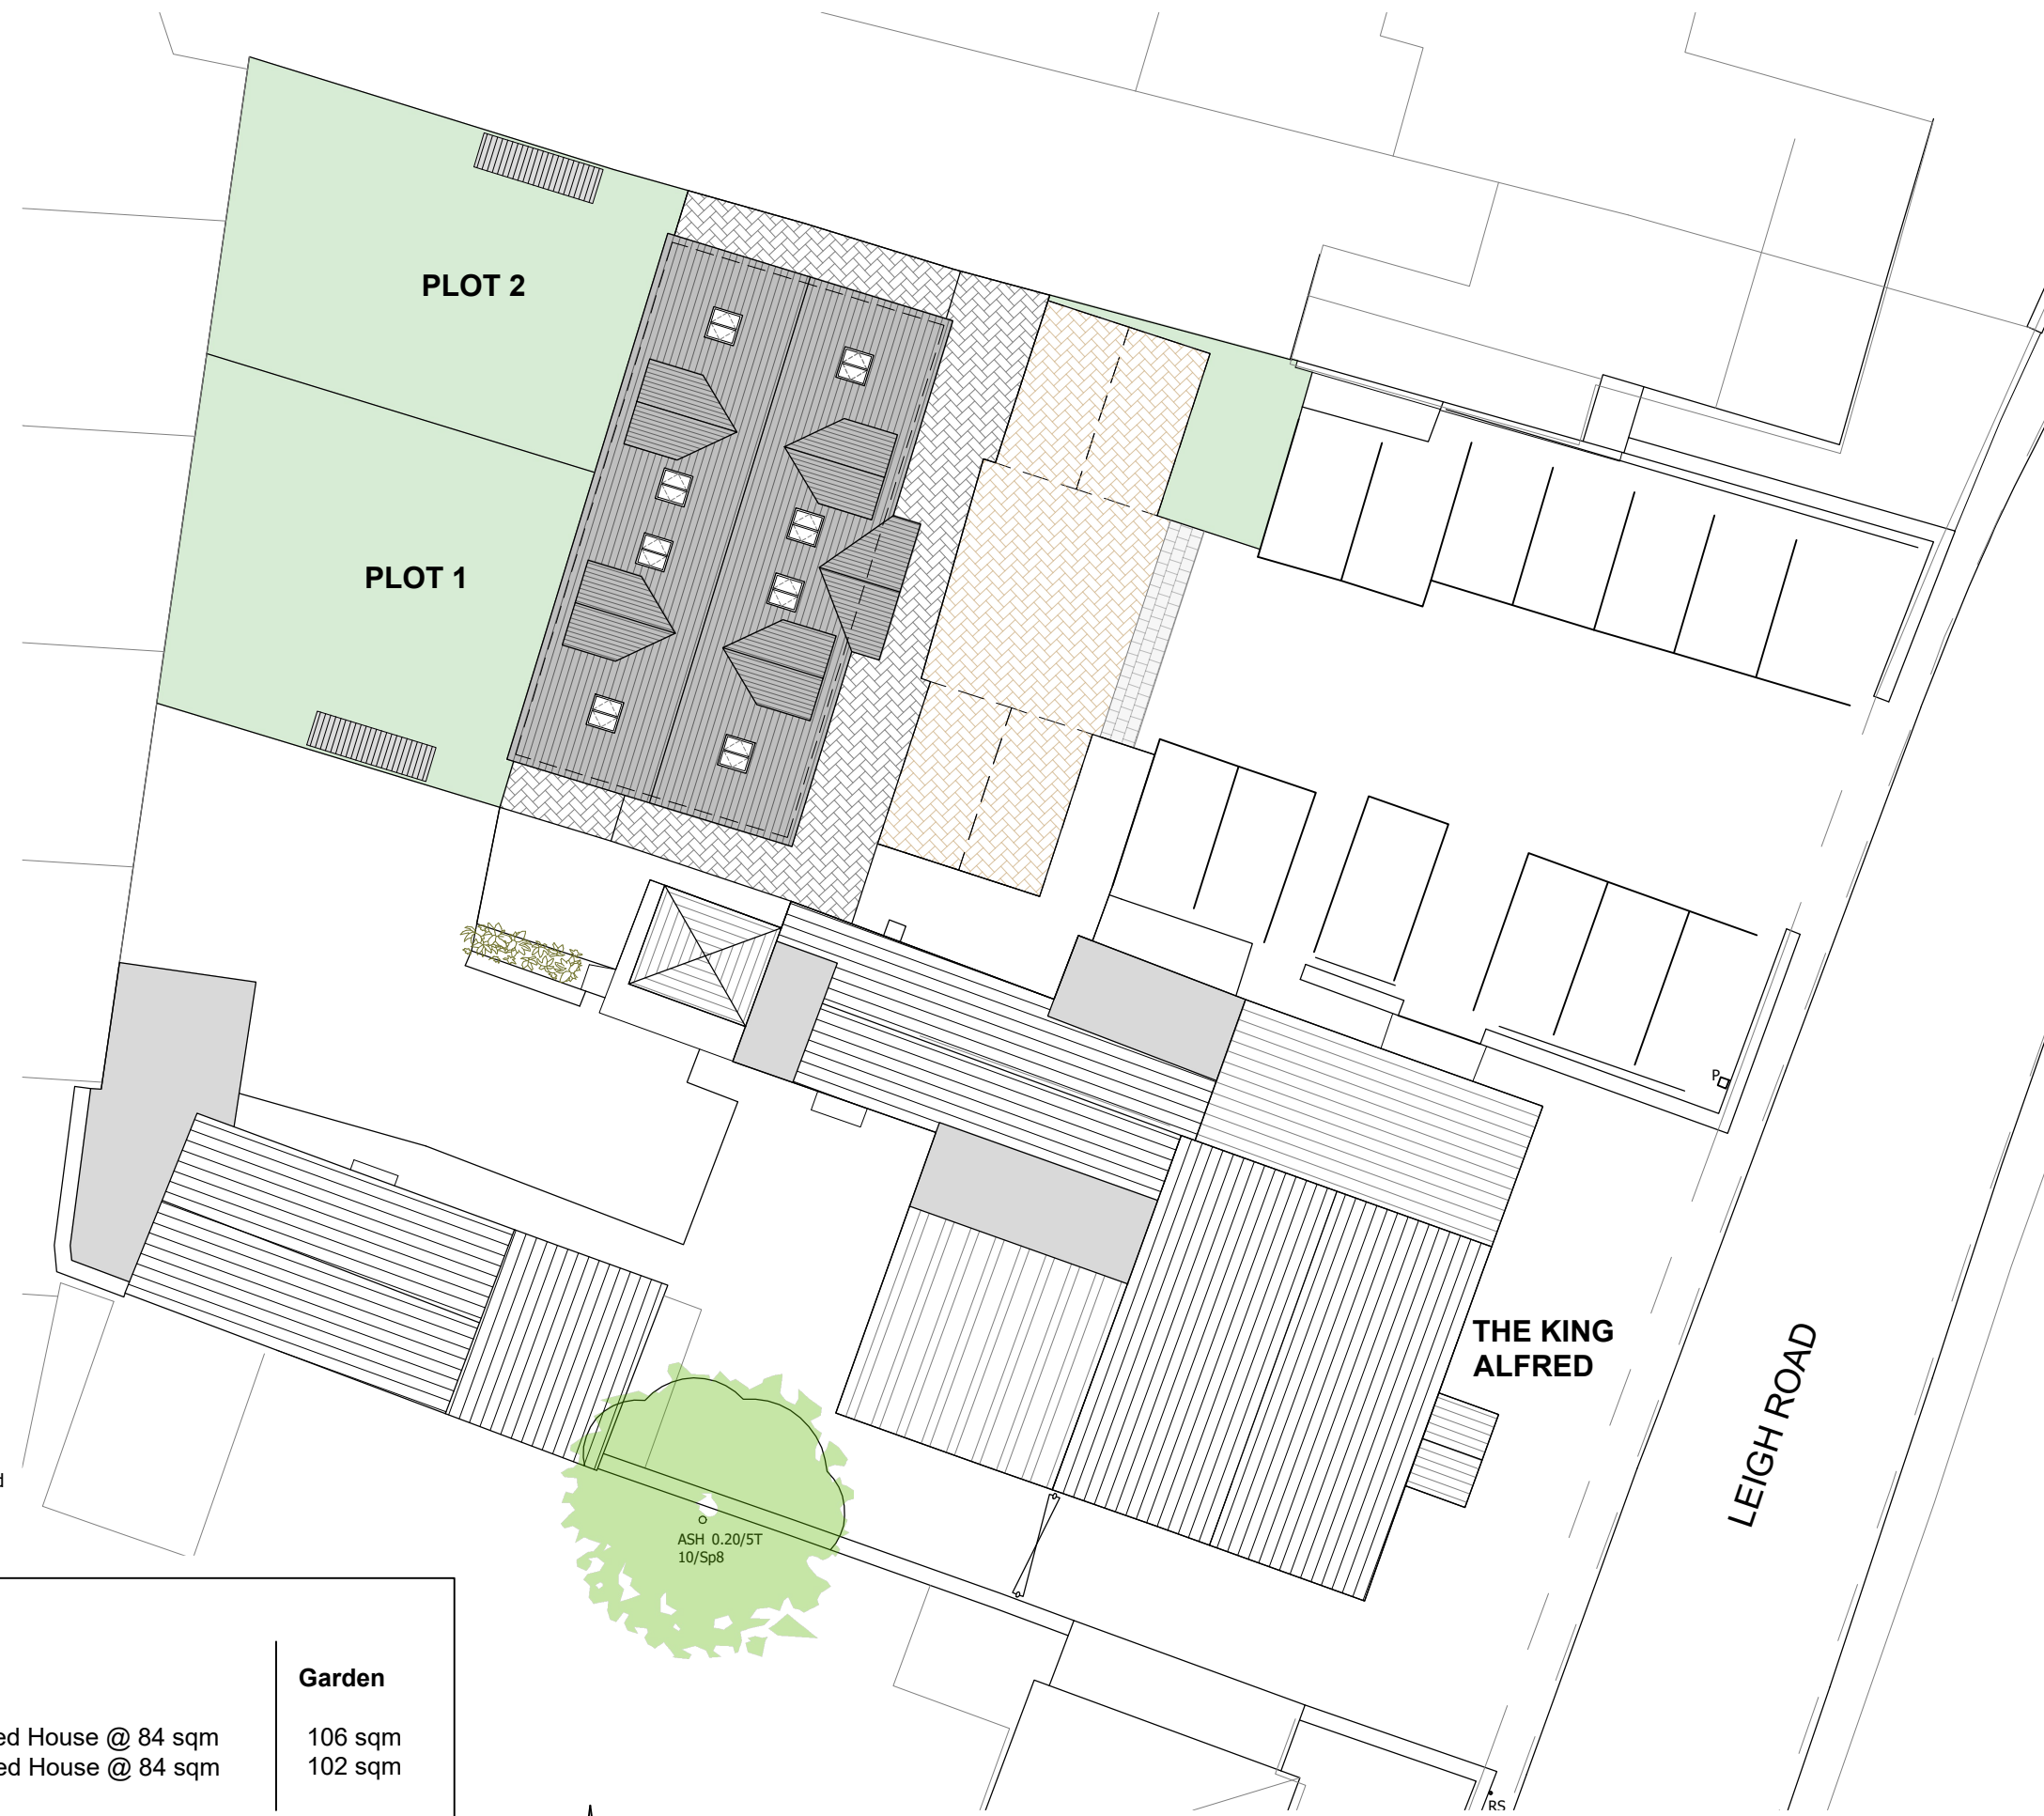 PLOT 2
PLOT 1
P
THE KING
ALFRED
LEIGH ROAD
ASH 0.20/5T
10/Sp8
Garden
ed House @ 84 sqm 106 sqm
ed House @ 84 sqm 102 sqm
RS